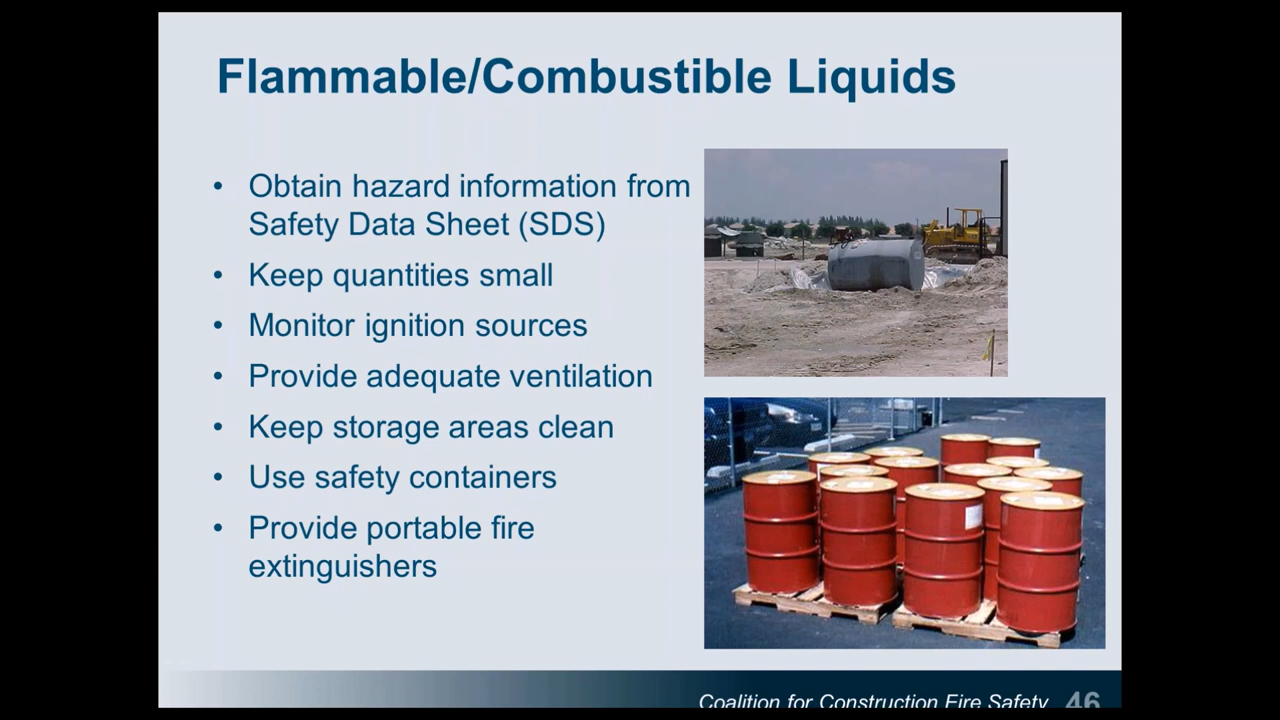 Flammable/Combustible Liquids
• Obtain hazard information from
Safety Data Sheet (SDS)
• Keep quantities small
• Monitor ignition sources
• Provide adequate ventilation
• Keep storage areas clean
• Use safety containers
• Provide portable fire
extinguishers
Coalition for Construction Fire Safety 46